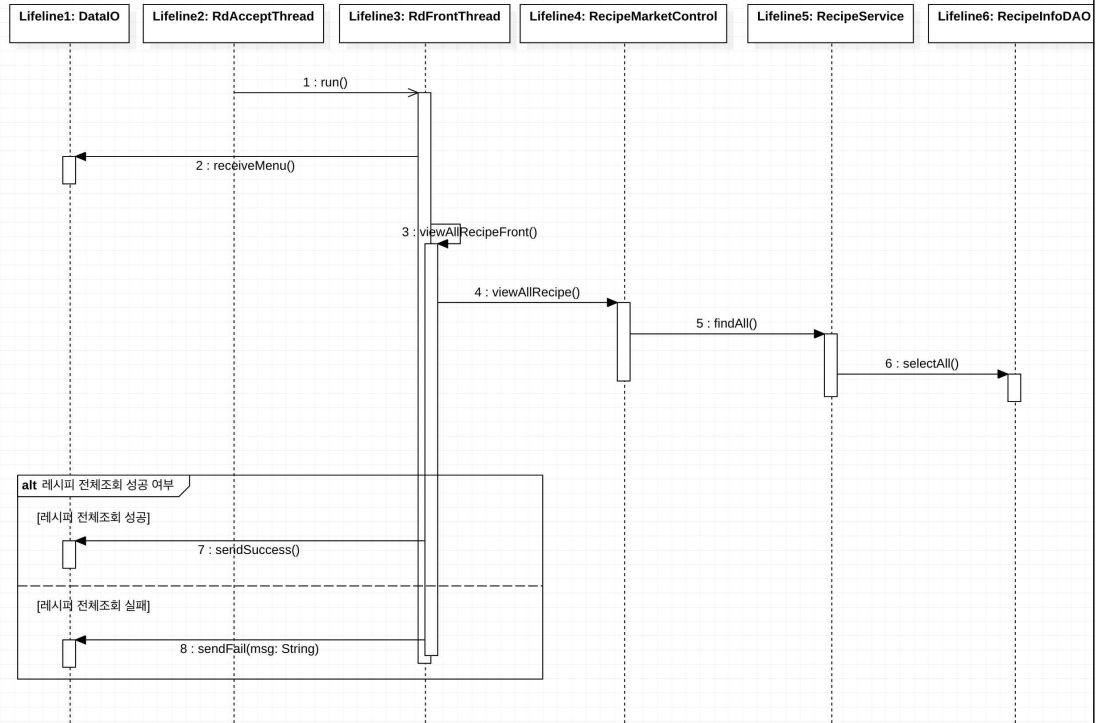 Lifeline1: DataIO
Lifeline2: RdAcceptThread
Lifeline3: RdFrontThread
Lifeline4: RecipeMarketControl
Lifeline5: RecipeService
Lifeline6: RecipeInfoDAO
1 : run()
2 : receiveMenu()
3 : viewAllRecipeFront()
4 : viewAllRecipe()
5 : findAll()
6 : selectAll()
alt 레시피 전체조회 성공 여부
[레시피 전체조회 성공]
7 : sendSuccess()
[레시피 전체조회 실패]
8 : sendFail(msg: String)